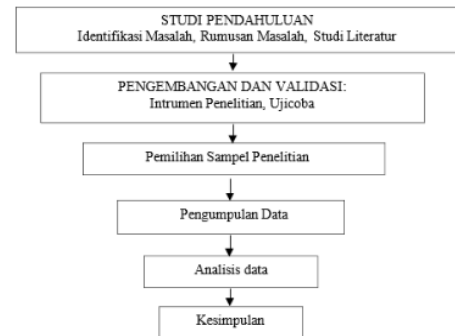 STUDI PENDAHULUAN
Identifikasi Masalah, Rumusan Masalah, Studi Literatur
PENGEMBANGAN DAN VALIDASI:
Intrumen Penelitian, Ujicoba
Pemilihan Sampel Penelitian
Pengumpulan Data
Analisis data
Kesimpulan